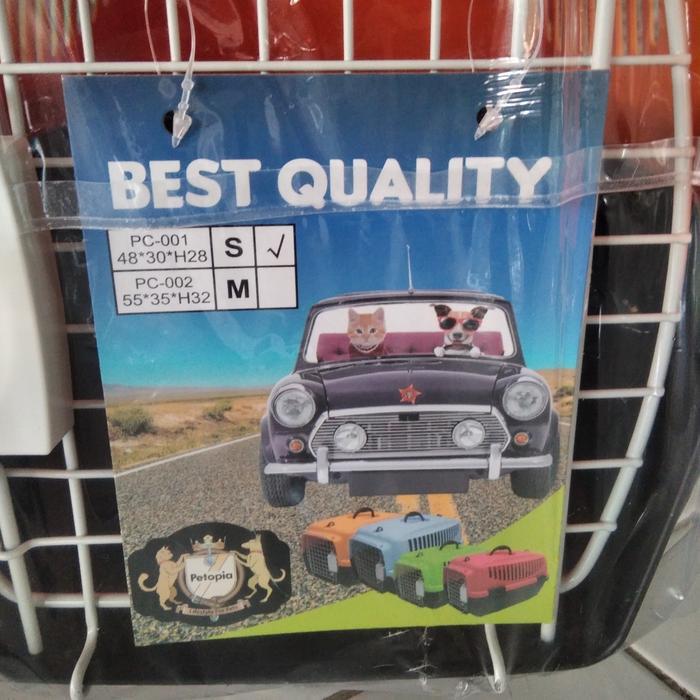 BEST QUALITY
PC-001 S √
48*30*H28
PC-002 M
55*35*H32
Petopia